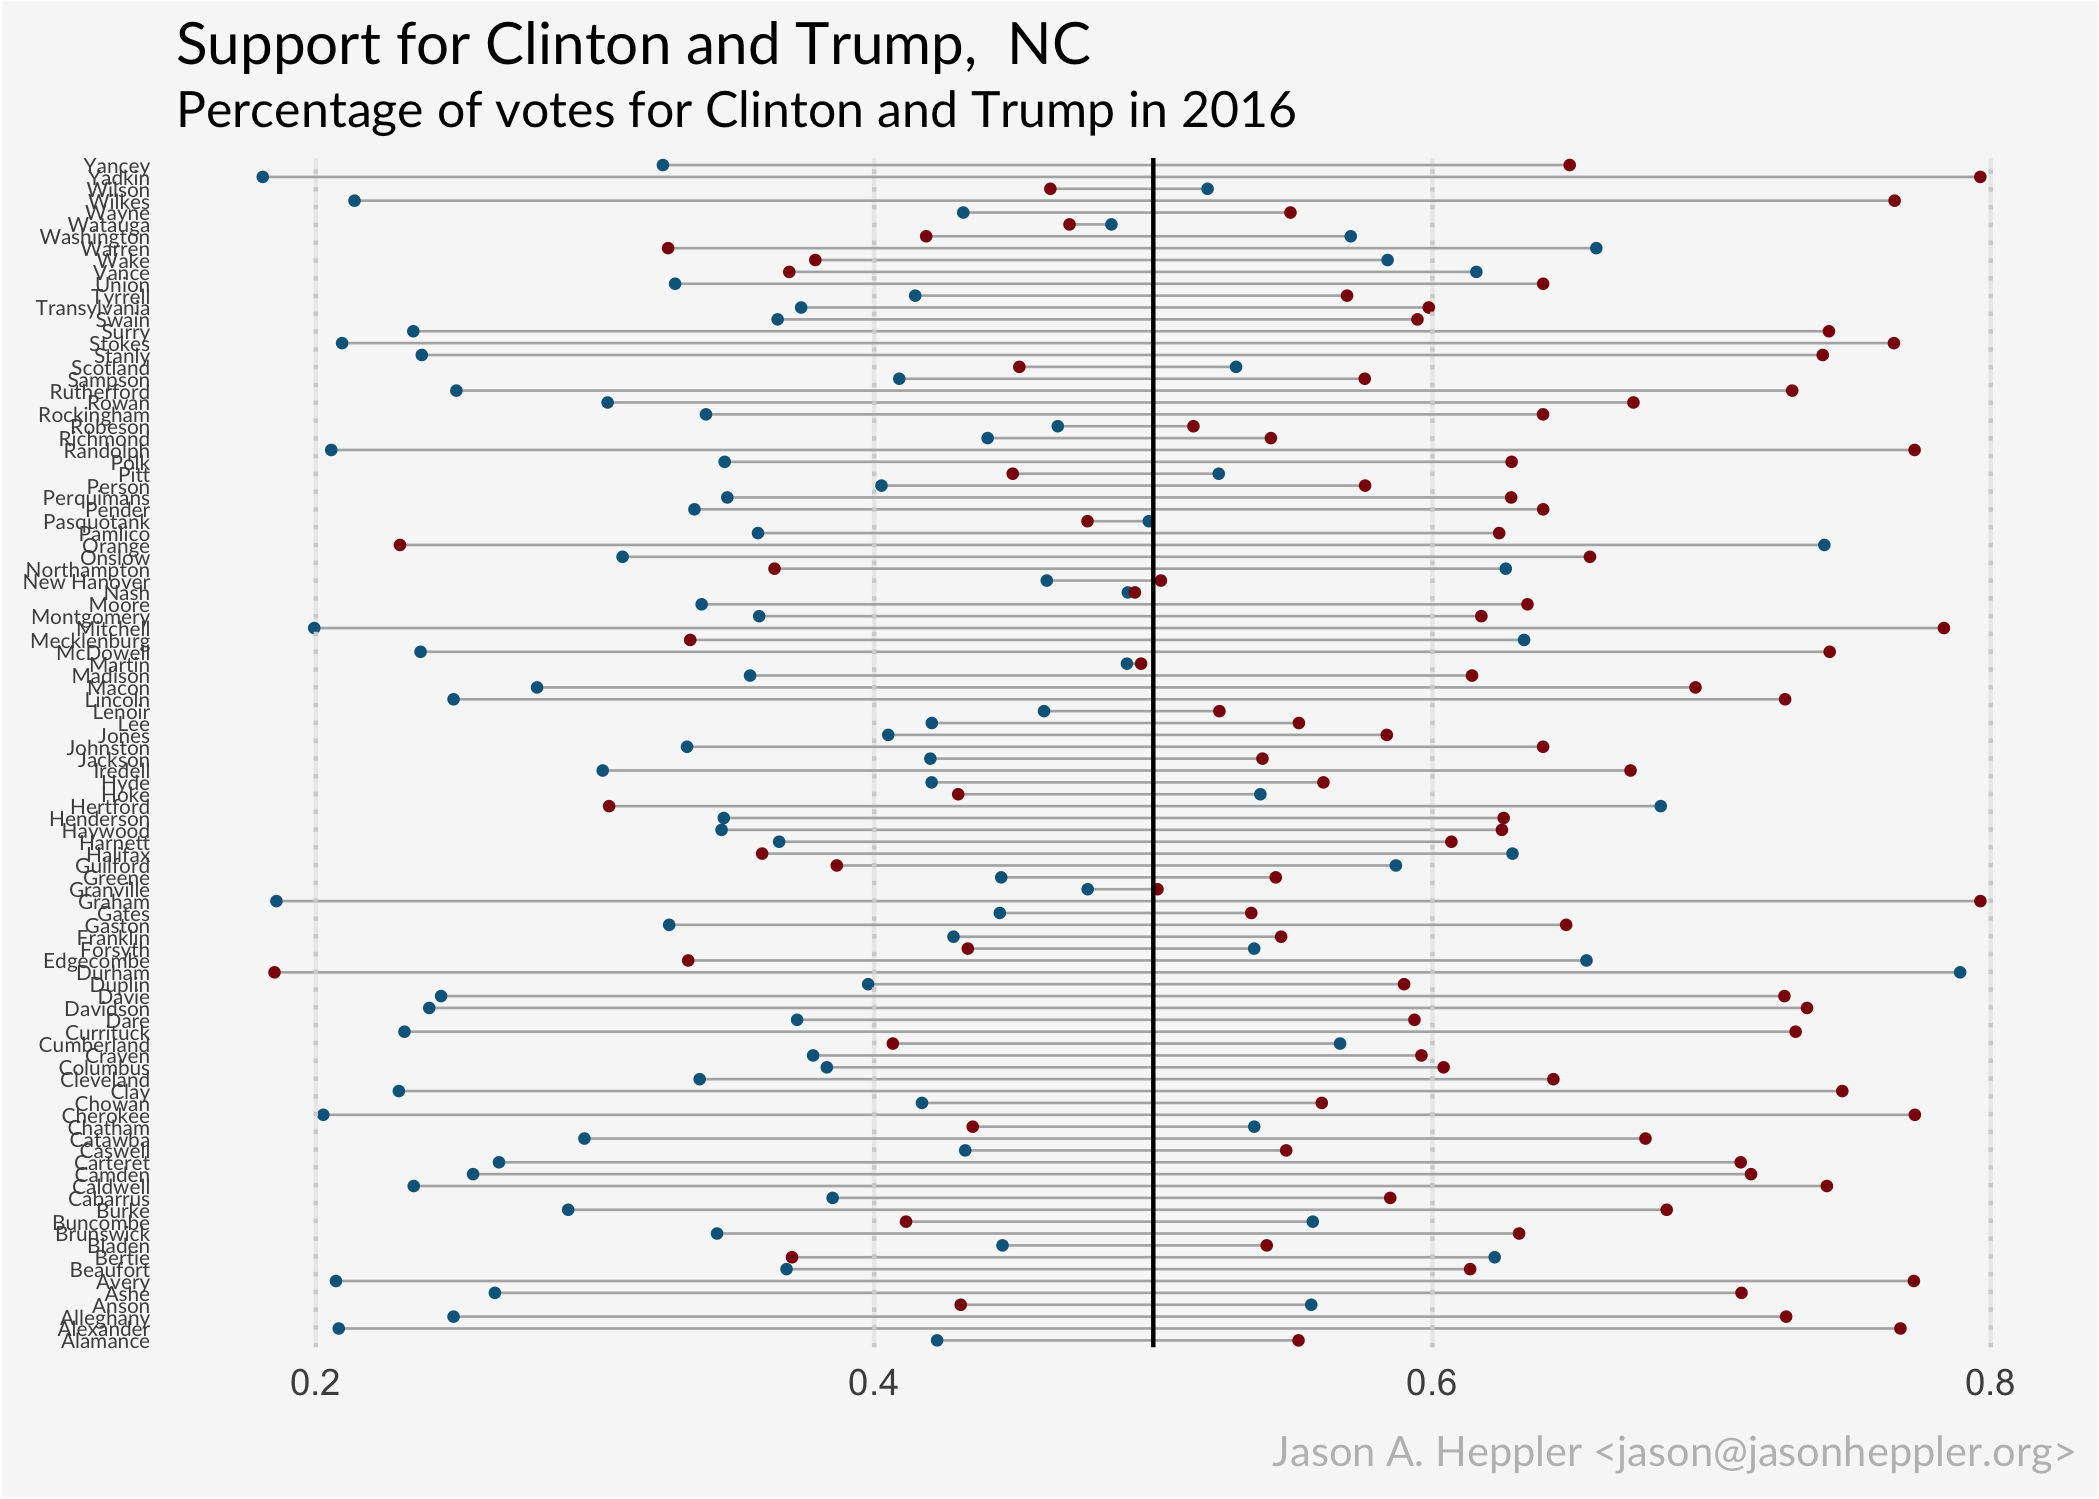 Support for Clinton and Trump,  NC
Percentage of votes for Clinton and Trump in 2016
Yancey
Yadkin
Wilson
Wilkes
Wayne
Watauga
Washington
Warren
Wake
Vance
Union
Tyrrell
Transylvania
Swain
Surry
Stokes
Stanly
Scotland
Sampson
Rutherford
Rowan
Rockingham
Robeson
Richmond
Randolph
Polk
Pitt
Person
Perquimans
Pender
Pasquotank
Pamlico
Orange
Onslow
Northampton
New Hanover
Nash
Moore
Montgomery
Mitchell
Mecklenburg
McDowell
Martin
Madison
Macon
Lincoln
Lenoir
Lee
Jones
Johnston
Jackson
Iredell
Hyde
Hoke
Hertford
Henderson
Haywood
Harnett
Halifax
Guilford
Greene
Granville
Graham
Gates
Gaston
Franklin
Forsyth
Edgecombe
Durham
Duplin
Davie
Davidson
Dare
Currituck
Cumberland
Craven
Columbus
Cleveland
Clay
Chowan
Cherokee
Chatham
Catawba
Caswell
Carteret
Camden
Caldwell
Cabarrus
Burke
Buncombe
Brunswick
Bladen
Bertie
Beaufort
Avery
Ashe
Anson
Alleghany
Alexander
Alamance
0.2 0.4 0.6 0.8
Jason A. Heppler <jason@jasonheppler.org>